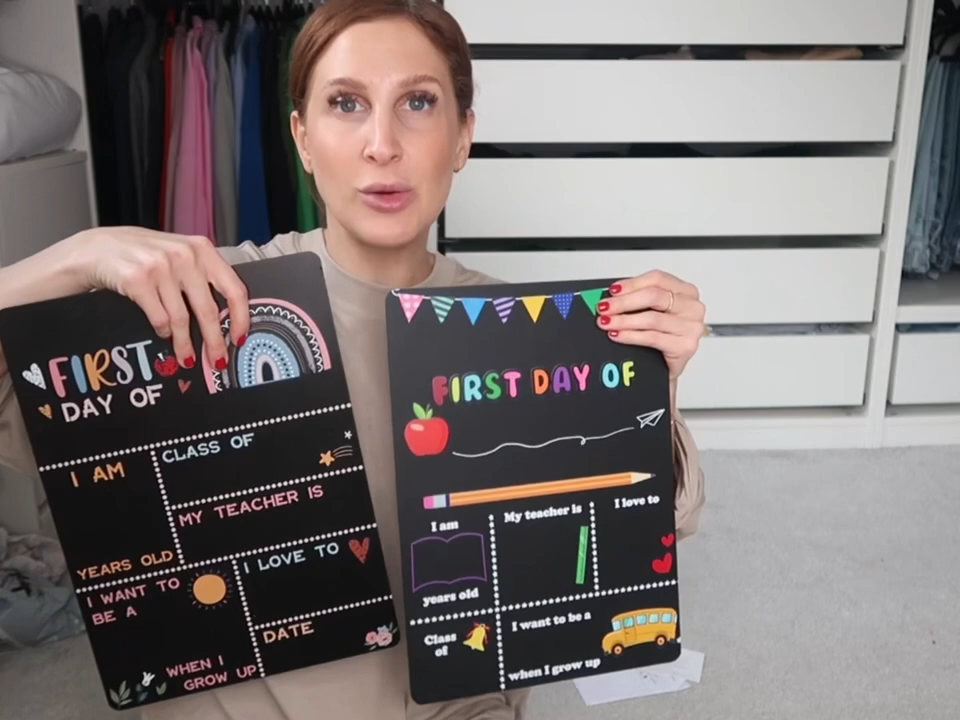 FIRST
DAY OF
I AM
YEARS OLD
CLASS OF
MY TEACHER IS
I WANT TO
BE A
WHEN I
GROW UP
I LOVE TO
DATE
FIRST DAY OF
I am
years old
My teacher is
I love to
Class
of
I want to be a
when I grow up